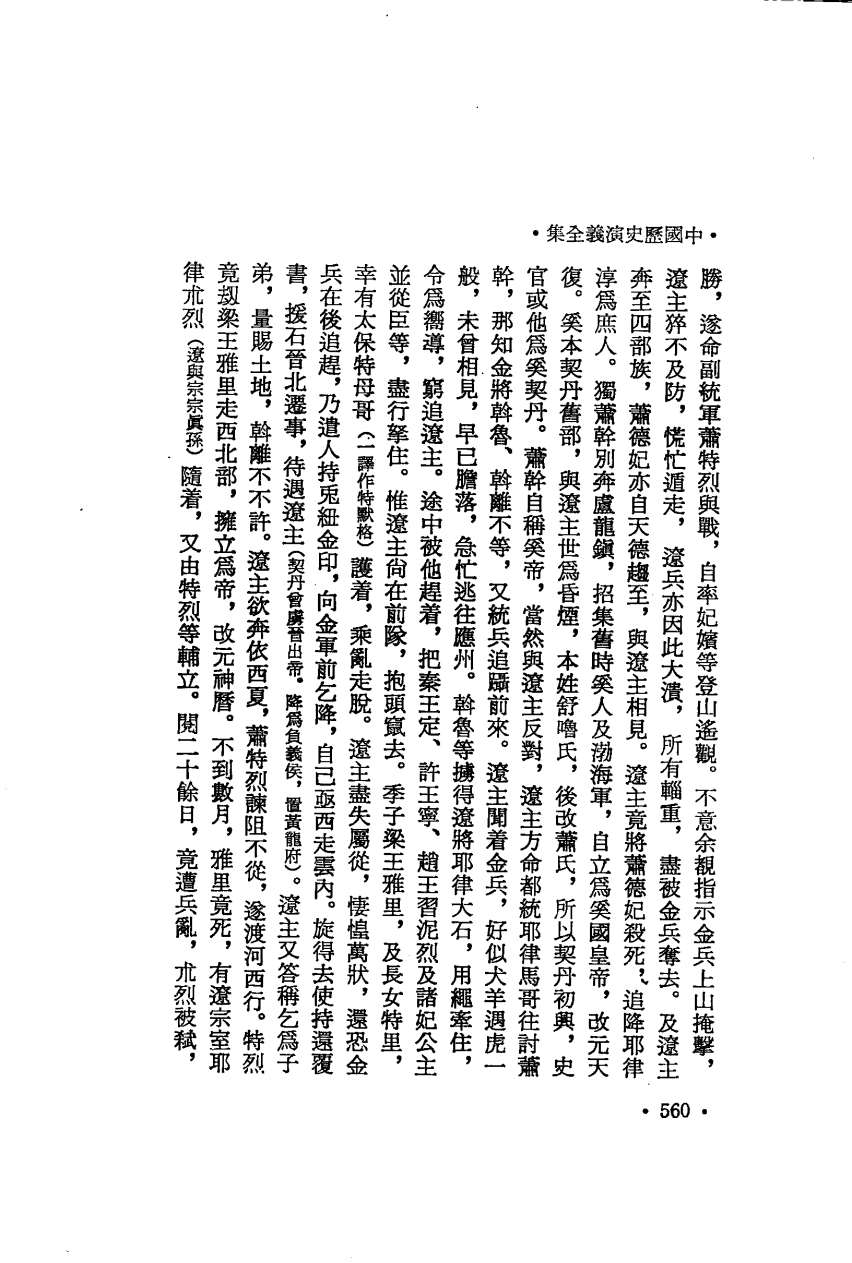 •中國歷史演義全集•
勝，遂命副統軍蕭特烈與戰，自率妃嬪等登山遙觀。不意余覩指示金兵上山掩擊，
遼主猝不及防，慌忙遁走，遼兵亦因此大潰，所有輜重，盡被金兵奪去。及遼主
奔至四部族，蕭德妃亦自天德趨至，與遼主相見。遼主竟將蕭德妃殺死，追降耶律
淳爲庶人。獨蕭幹別奔盧龍鎭，招集舊時奚人及渤海軍，自立爲奚國皇帝，改元天
復。奚本契丹舊部，與遼主世爲昏煙，本姓舒嚕氏，後改蕭氏，所以契丹初興，史
官或他爲奚契丹。蕭幹自稱奚帝，當然與遼主反對，遼主方命都統耶律馬哥往討蕭
幹，那知金將斡魯、斡離不等，又統兵追躡前來。遼主聞着金兵，好似犬羊遇虎一
般，未曾相見，早已膽落，急忙逃往應州。斡魯等擄得遼將耶律大石，用繩牽住，
令爲嚮導，窮追遼主。途中被他趕着，把秦王定、許王寧、趙王習泥烈及諸妃公主
並從臣等，盡行拏住。惟遼主尙在前隊，抱頭竄去。季子梁王雅里，及長女特里，
幸有太保特母哥（一譯作特默格）護着，乘亂走脫。遼主盡失屬從，悽惶萬狀，還恐金
兵在後追趕，乃遣人持兎紐金印，向金軍前乞降，自己亟西走雲內。旋得去使持還覆
書，援石晉北遷事，待遇遼主（契丹曾虜晉出帝。降爲負義侯，置黃龍府）。遼主又答稱乞爲子
弟，量賜土地，斡離不不許。遼主欲奔依西夏，蕭特烈諫阻不從，遂渡河西行。特烈
竟刼梁王雅里走西北部，擁立爲帝，改元神曆。不到數月，雅里竟死，有遼宗室耶
律朮烈（遼與宗宗眞孫）隨着，又由特烈等輔立。閱二十餘日，竟遭兵亂，朮烈被弒，
•560•